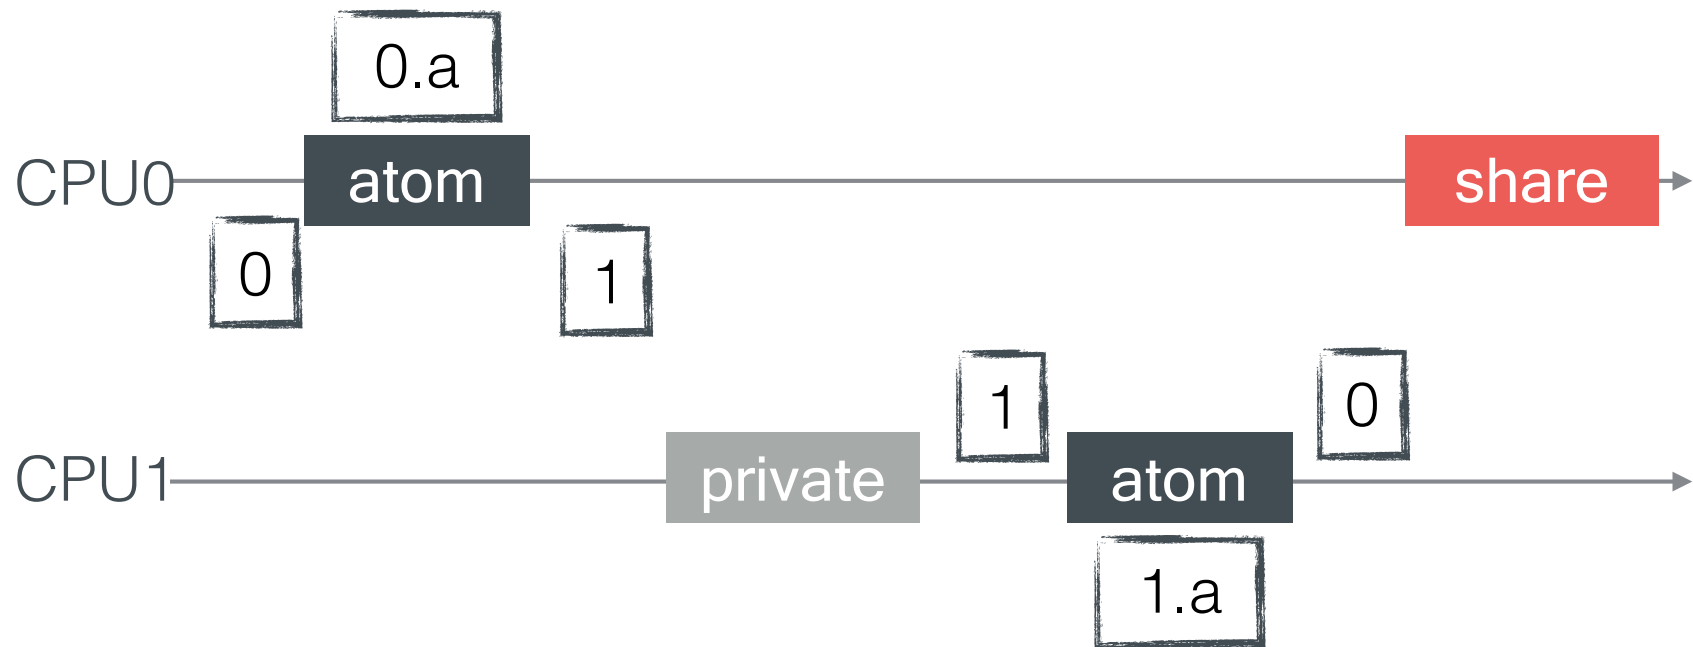 0.a
CPU0 atom share
0 1
1 0
CPU1 private atom
1.a